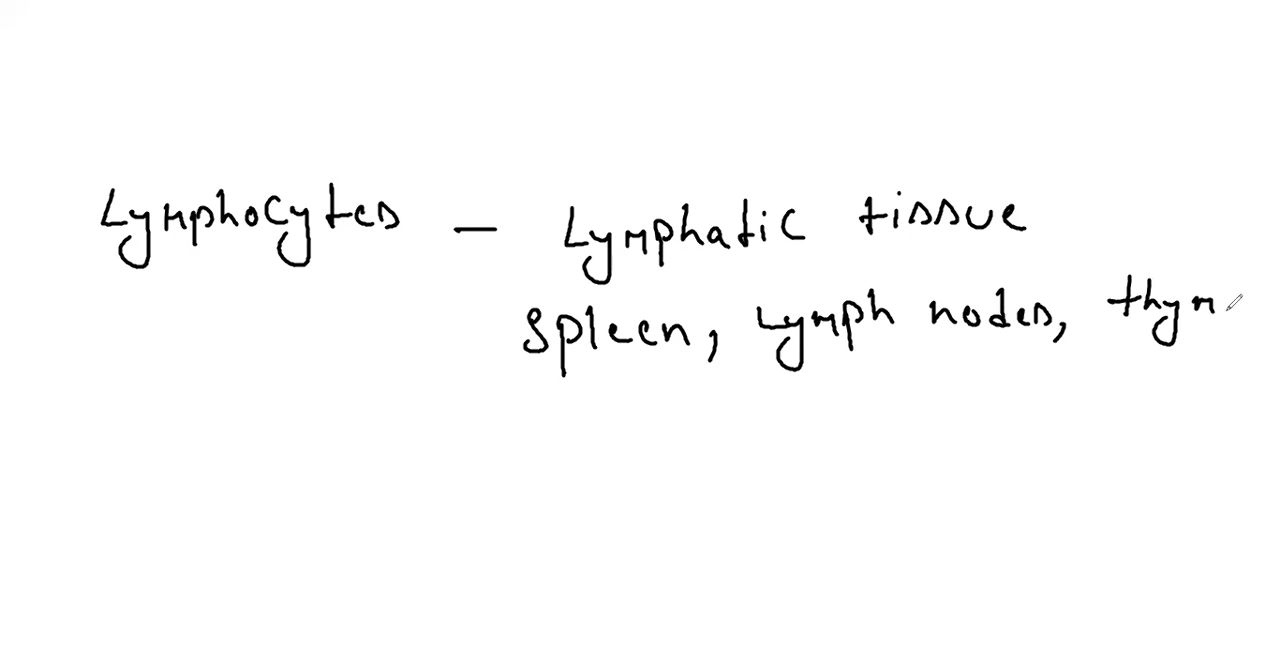 Lymphocytes - Lymphatic tissue
spleen, Lymph nodes, thym